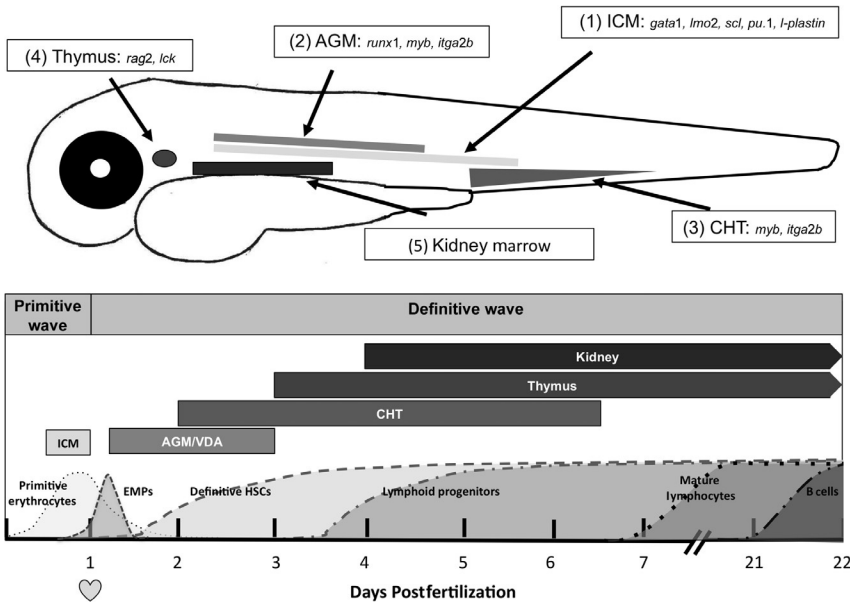 (1) ICM: gata1, lmo2, scl, pu.1, l-plastin
(2) AGM: runx1, myb, itga2b
(4) Thymus: rag2, lck
(3) CHT: myb, itga2b
(5) Kidney marrow
Primitive
wave
Definitive wave
Kidney
Thymus
CHT
ICM
AGM/VDA
Primitive
erythrocytes
EMPs
Definitive HSCs
Lymphoid progenitors
Mature
lymphocytes
B cells
1 2 3 4 5 6 7 21 22
Days Postfertilization